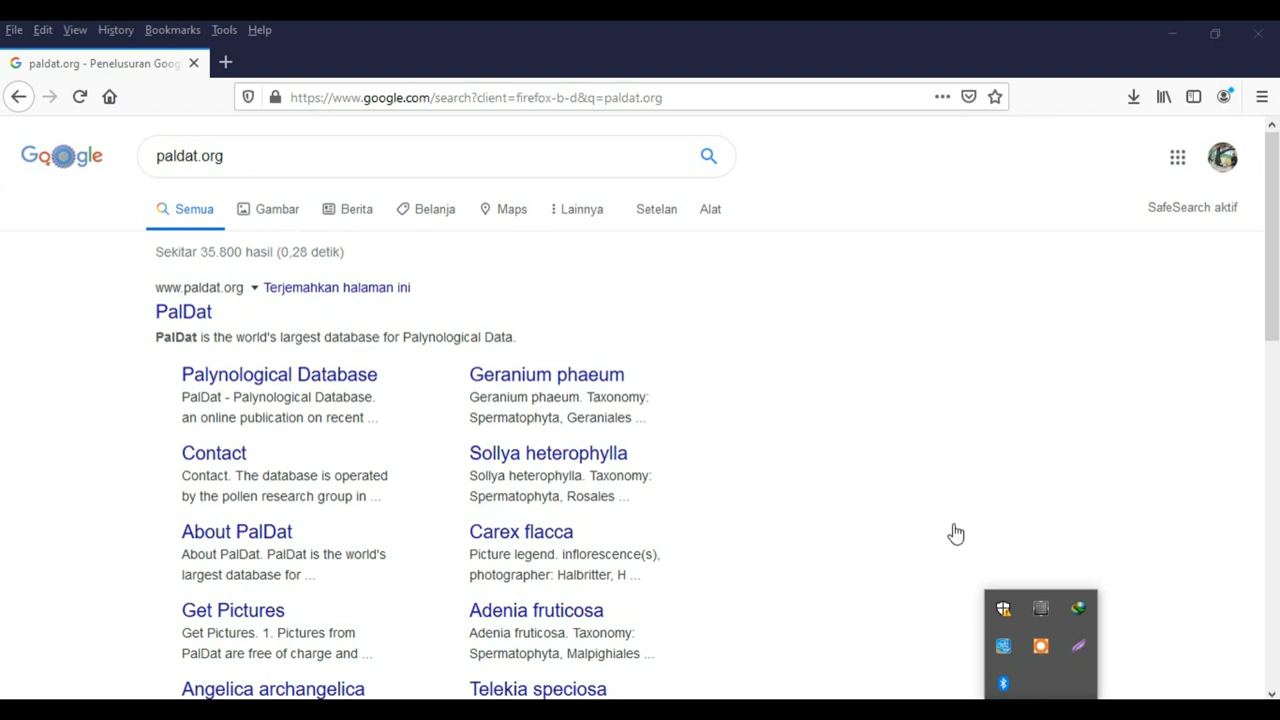 File Edit View History Bookmarks Tools Help
paldat.org - Penelusuran Goog
https://www.google.com/search?client=firefox-b-d&q=paldat.org
Google
paldat.org
Semua Gambar Berita Belanja Maps Lainnya Setelan Alat SafeSearch aktif
Sekitar 35.800 hasil (0,28 detik)
www.paldat.org Terjemahkan halaman ini
PalDat
PalDat is the world's largest database for Palynological Data.
Palynological Database
PalDat - Palynological Database.
an online publication on recent ...
Geranium phaeum
Geranium phaeum. Taxonomy:
Spermatophyta, Geraniales ...
Contact
Contact. The database is operated
by the pollen research group in ...
Sollya heterophylla
Sollya heterophylla. Taxonomy:
Spermatophyta, Rosales ...
About PalDat
About PalDat. PalDat is the world's
largest database for ...
Carex flacca
Picture legend. inflorescence(s),
photographer: Halbritter, H ...
Get Pictures
Get Pictures. 1. Pictures from
PalDat are free of charge and ...
Adenia fruticosa
Adenia fruticosa. Taxonomy:
Spermatophyta, Malpighiales ...
Angelica archangelica
Telekia speciosa